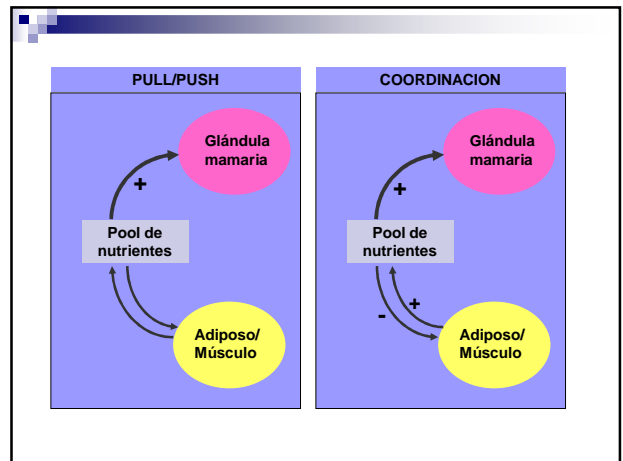 PULL/PUSH
Glándula
mamaria
+
Pool de
nutrientes
Adiposo/
Músculo
COORDINACION
Glándula
mamaria
+
Pool de
nutrientes
+
-
Adiposo/
Músculo